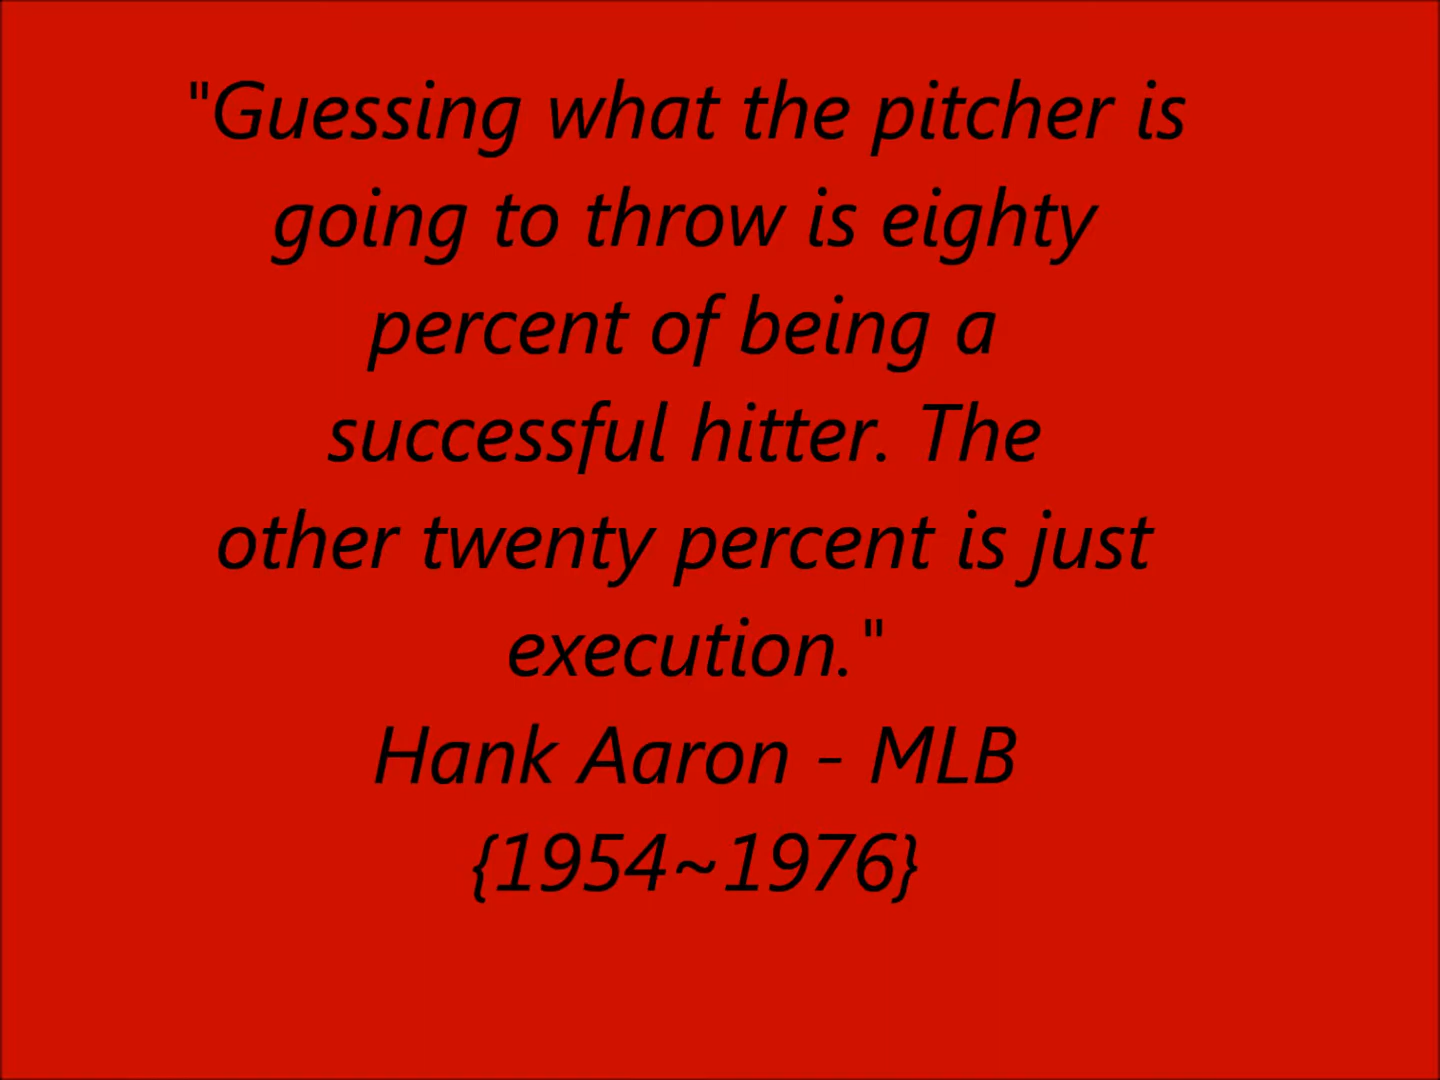 "Guessing what the pitcher is
going to throw is eighty
percent of being a
successful hitter. The
other twenty percent is just
execution."
Hank Aaron - MLB
{1954~1976}